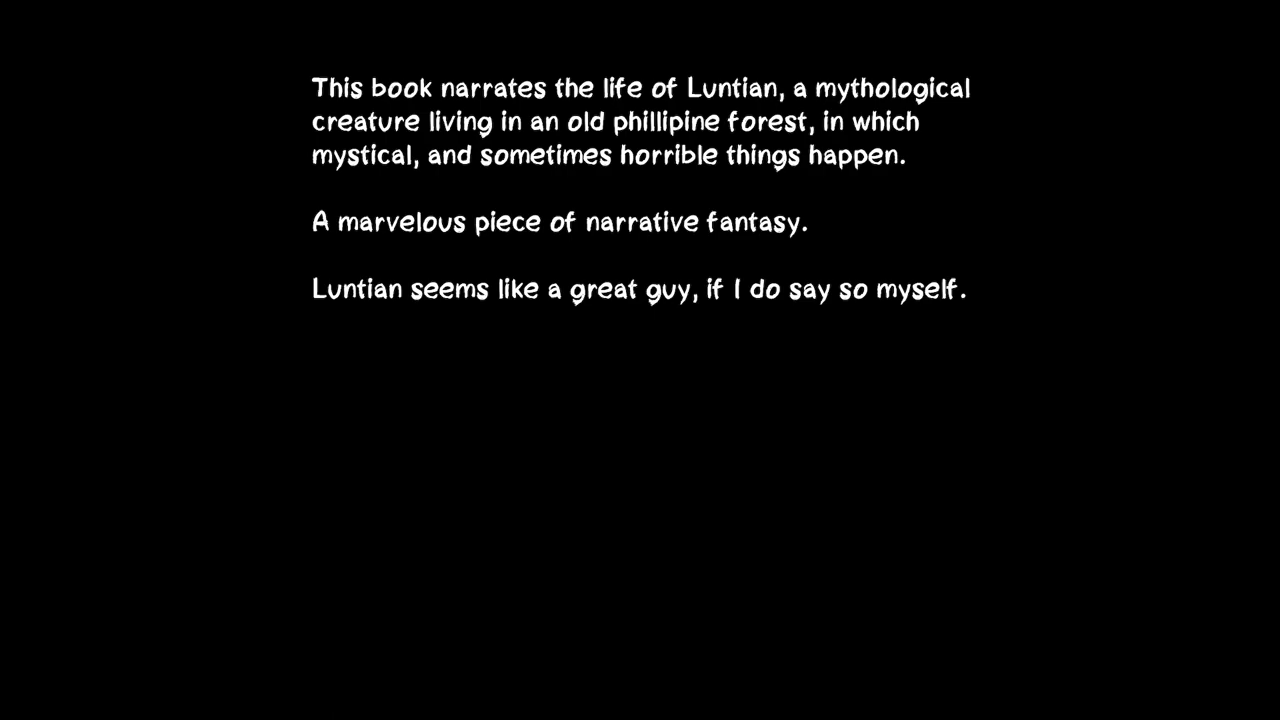 This book narrates the life of Luntian, a mythological
creature living in an old phillipine forest, in which
mystical, and sometimes horrible things happen.
A marvelous piece of narrative fantasy.
Luntian seems like a great guy, if I do say so myself.